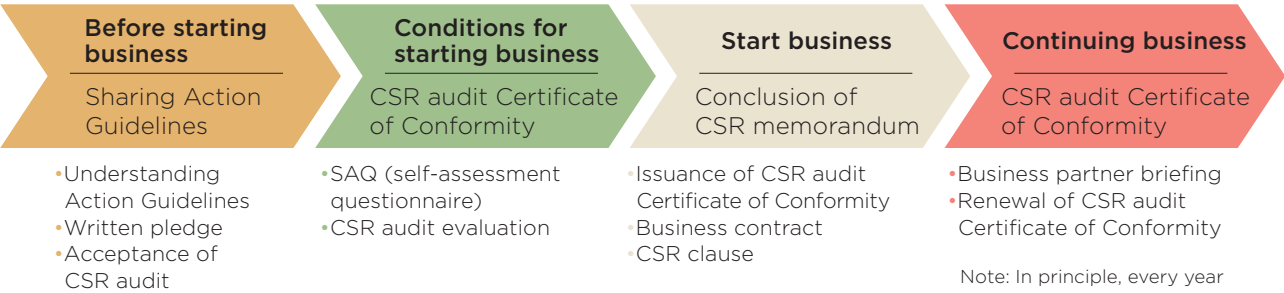 Before starting
business
Sharing Action
Guidelines
•Understanding
Action Guidelines
•Written pledge
•Acceptance of
CSR audit
Conditions for
starting business
CSR audit Certificate
of Conformity
•SAQ (self-assessment
questionnaire)
•CSR audit evaluation
Start business
Conclusion of
CSR memorandum
•Issuance of CSR audit
Certificate of Conformity
•Business contract
•CSR clause
Continuing business
CSR audit Certificate
of Conformity
•Business partner briefing
•Renewal of CSR audit
Certificate of Conformity
Note: In principle, every year